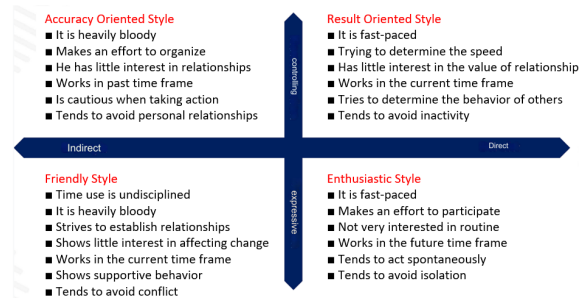 Accuracy Oriented Style
■ It is heavily bloody
■ Makes an effort to organize
■ He has little interest in relationships
■ Works in past time frame
■ Is cautious when taking action
■ Tends to avoid personal relationships
Result Oriented Style
■ It is fast-paced
■ Trying to determine the speed
■ Has little interest in the value of relationship
■ Works in the current time frame
■ Tries to determine the behavior of others
■ Tends to avoid inactivity
controlling
Indirect
Direct
expressive
Friendly Style
■ Time use is undisciplined
■ It is heavily bloody
■ Strives to establish relationships
■ Shows little interest in affecting change
■ Works in the current time frame
■ Shows supportive behavior
■ Tends to avoid conflict
Enthusiastic Style
■ It is fast-paced
■ Makes an effort to participate
■ Not very interested in routine
■ Works in the future time frame
■ Tends to act spontaneously
■ Tends to avoid isolation